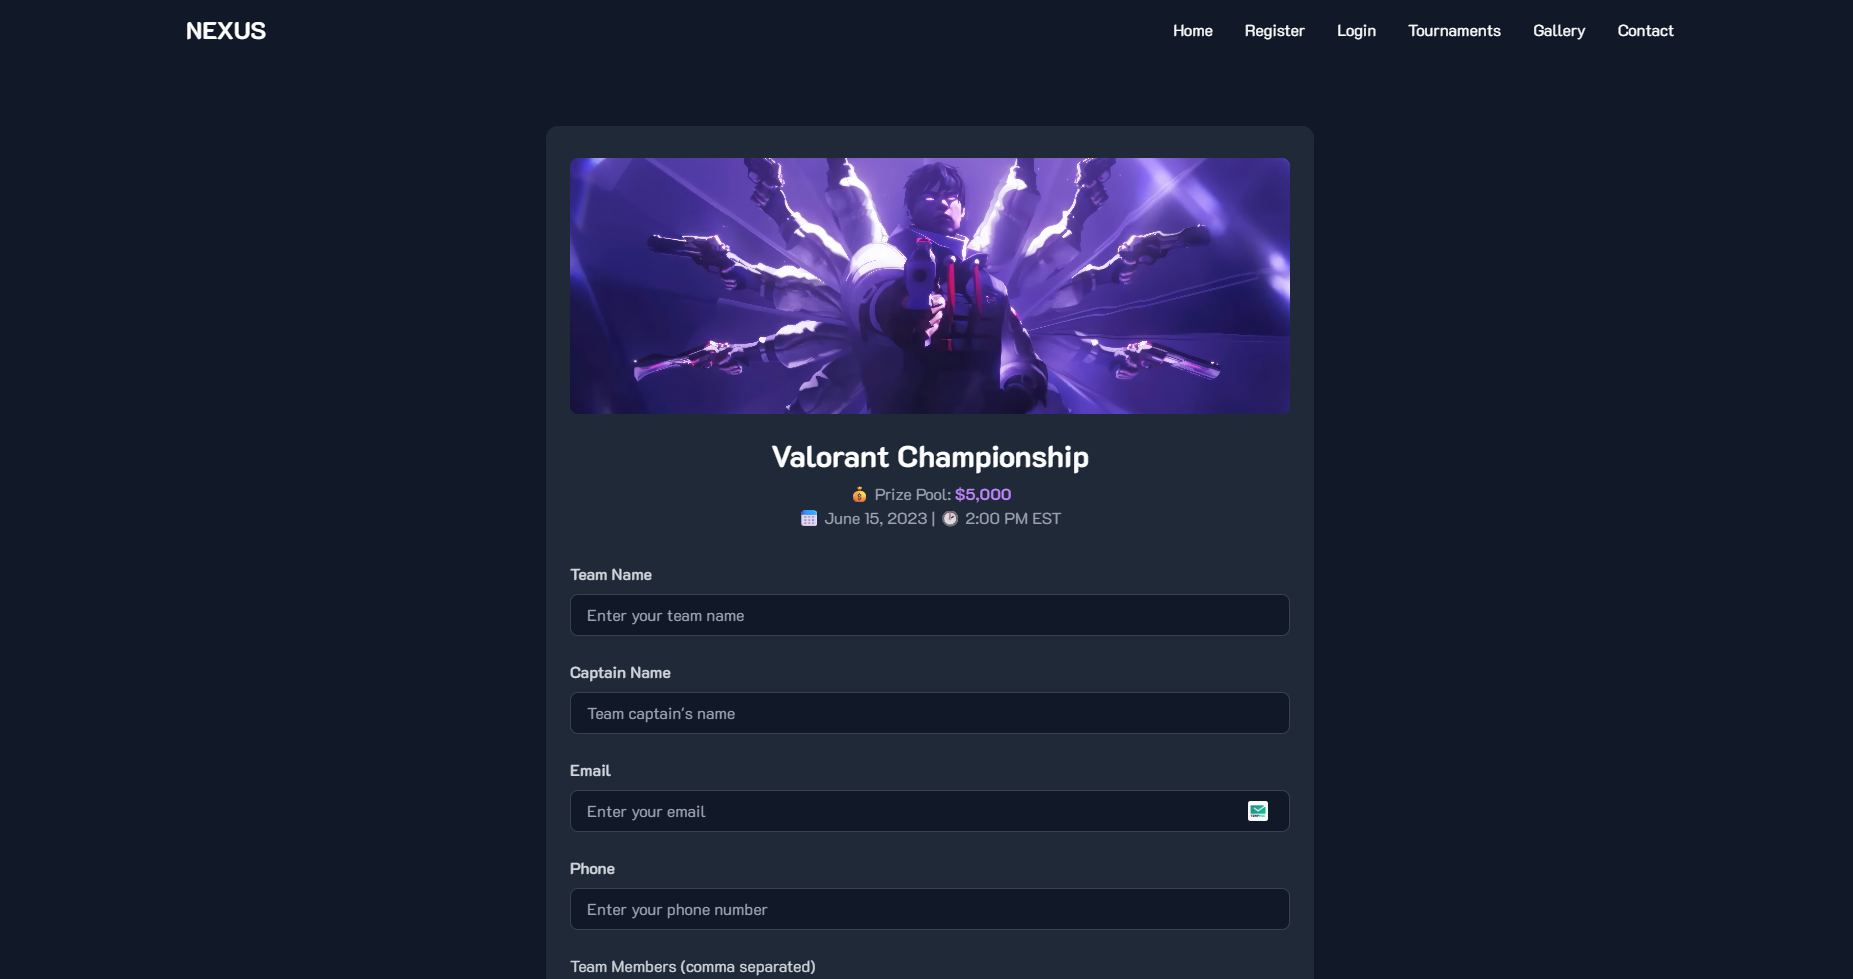 NEXUS
Home Register Login Tournaments Gallery Contact
Valorant Championship
Prize Pool: $5,000
June 15, 2023 | 2:00 PM EST
Team Name
Enter your team name
Captain Name
Team captain's name
Email
Enter your email
Phone
Enter your phone number
Team Members (comma separated)